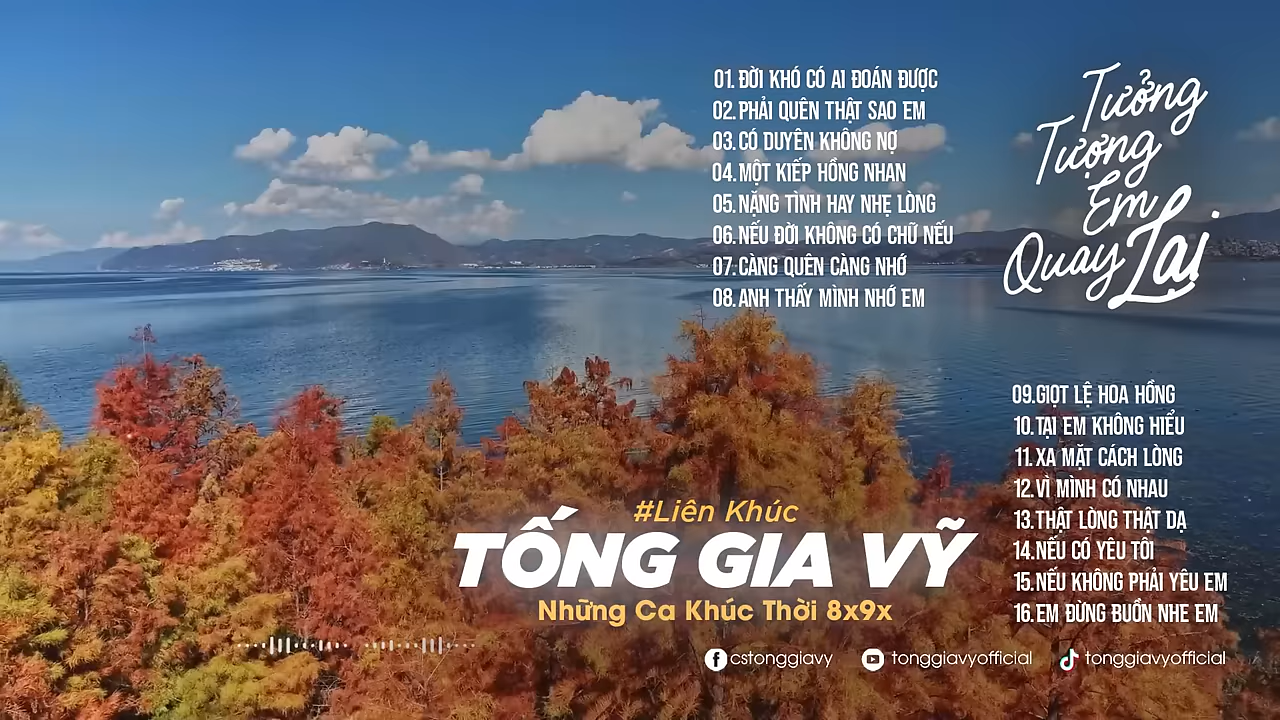 01. ĐỜI KHÓ CÓ AI ĐOÁN ĐƯỢC
02. PHẢI QUÊN THẬT SAO EM
03. CÓ DUYÊN KHÔNG NỢ
04. MỘT KIẾP HỒNG NHAN
05. NẶNG TÌNH HAY NHẸ LÒNG
06. NẾU ĐỜI KHÔNG CÓ CHỮ NẾU
07. CÀNG QUÊN CÀNG NHỚ
08. ANH THẤY MÌNH NHỚ EM
Tưởng
Tượng
Em
Quay Lại
09. GIỌT LỆ HOA HỒNG
10. TẠI EM KHÔNG HIỂU
11. XA MẶT CÁCH LÒNG
12. VÌ MÌNH CÓ NHAU
13. THẬT LÒNG THẬT DẠ
14. NẾU CÓ YÊU TÔI
15. NẾU KHÔNG PHẢI YÊU EM
16. EM ĐỪNG BUỒN NHE EM
#Liên Khúc
TỐNG GIA VỸ
Những Ca Khúc Thời 8x9x
cstonggiavy tonggiavyofficial tonggiavyofficial